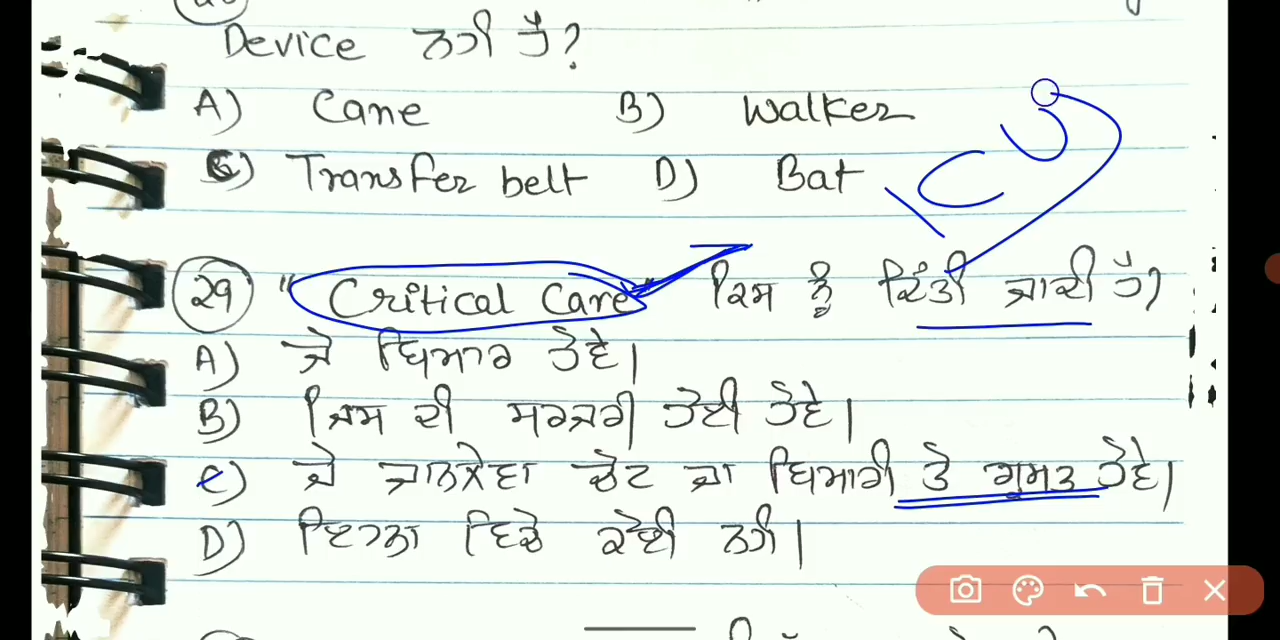 Device ਨਹੀ ਹੈ?
A) Cane B) Walker
C) Transfer belt D) Bat
ICU
29 "Critical Care" ਕਿਸ ਨੂੰ ਦਿੱਤੀ ਜਾਦੀ ਹੈ?
A) ਜੋ ਬਿਮਾਰ ਹੋਵੇ।
B) ਜਿਸ ਦੀ ਸਰਜਰੀ ਹੋਈ ਹੋਵੇ।
C) ਜੋ ਜਾਨਲੇਵਾ ਚੋਟ ਜਾ ਬਿਮਾਰੀ ਤੋ ਗ੍ਰਸਤ ਹੋਵੇ।
D) ਇਹਨਾ ਵਿਚੋ ਕੋਈ ਨਹੀ।